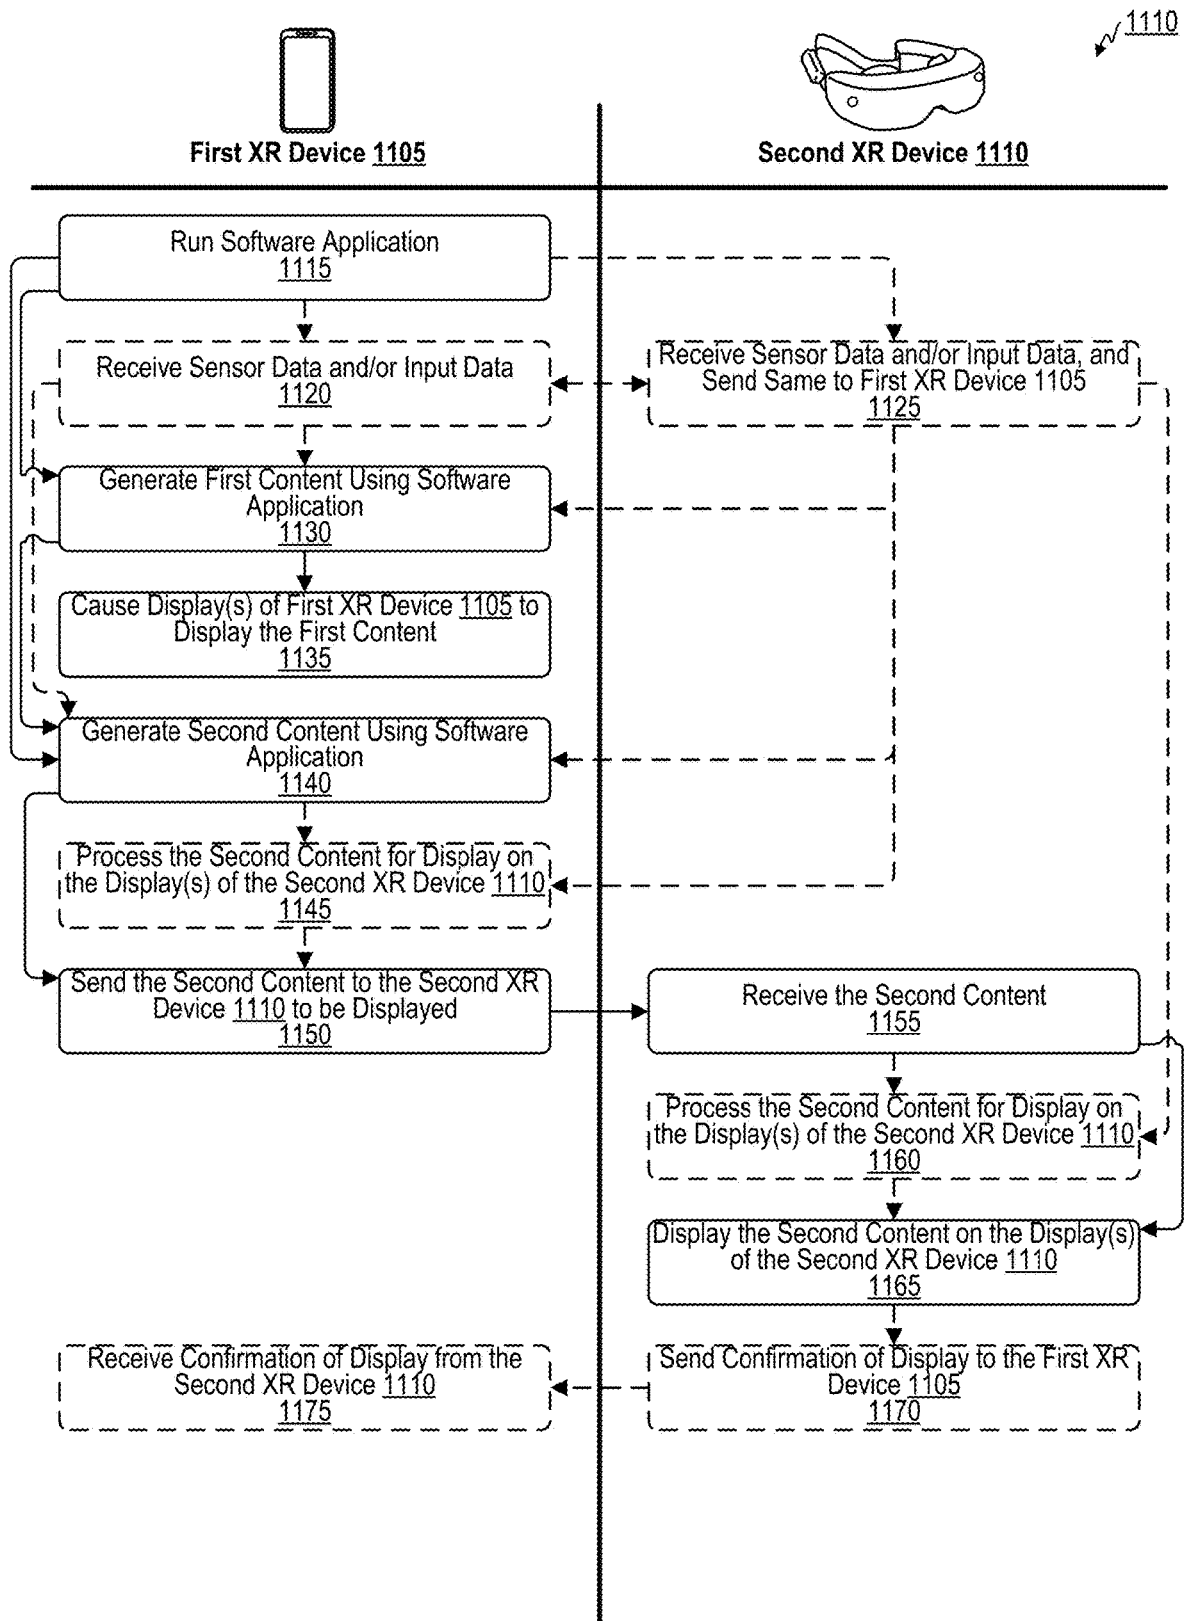 1110
First XR Device 1105
Second XR Device 1110
Run Software Application
1115
Receive Sensor Data and/or Input Data
1120
Receive Sensor Data and/or Input Data, and
Send Same to First XR Device 1105
1125
Generate First Content Using Software
Application
1130
Cause Display(s) of First XR Device 1105 to
Display the First Content
1135
Generate Second Content Using Software
Application
1140
Process the Second Content for Display on
the Display(s) of the Second XR Device 1110
1145
Send the Second Content to the Second XR
Device 1110 to be Displayed
1150
Receive the Second Content
1155
Process the Second Content for Display on
the Display(s) of the Second XR Device 1110
1160
Display the Second Content on the Display(s)
of the Second XR Device 1110
1165
Receive Confirmation of Display from the
Second XR Device 1110
1175
Send Confirmation of Display to the First XR
Device 1105
1170